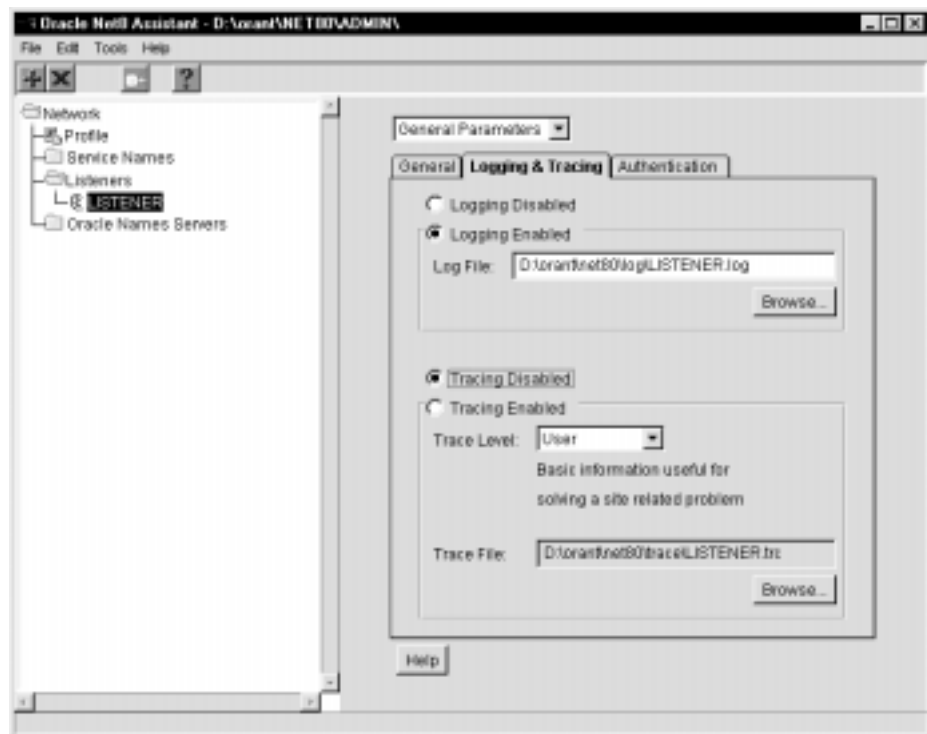 Oracle Net8 Assistant - D:\orant\NET80\ADMIN\
File Edit Tools Help
Network
Profile
Service Names
Listeners
LISTENER
Oracle Names Servers
General Parameters
General Logging & Tracing Authentication
Logging Disabled
Logging Enabled
Log File: D:\orant\net80\log\LISTENER.log
Browse...
Tracing Disabled
Tracing Enabled
Trace Level: User
Basic information useful for
solving a site related problem
Trace File: D:\orant\net80\trace\LISTENER.trc
Browse...
Help